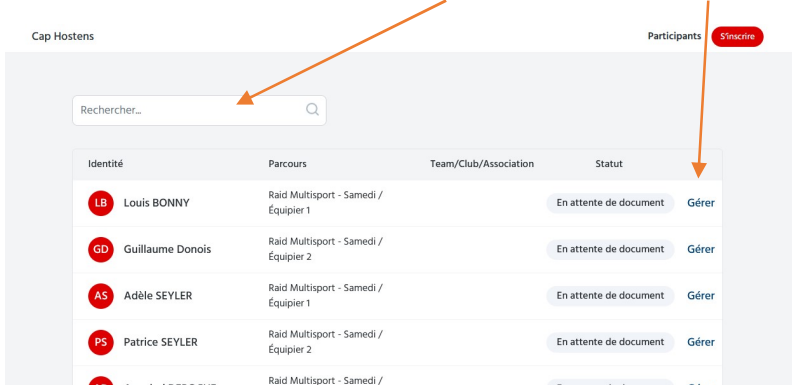 Cap Hostens
Participants
S'inscrire
Rechercher...
Identité Parcours Team/Club/Association Statut
LB Louis BONNY Raid Multisport - Samedi / En attente de document Gérer
Équipier 1
GD Guillaume Donois Raid Multisport - Samedi / En attente de document Gérer
Équipier 2
AS Adèle SEYLER Raid Multisport - Samedi / En attente de document Gérer
Équipier 1
PS Patrice SEYLER Raid Multisport - Samedi / En attente de document Gérer
Équipier 2
Raid Multisport - Samedi /